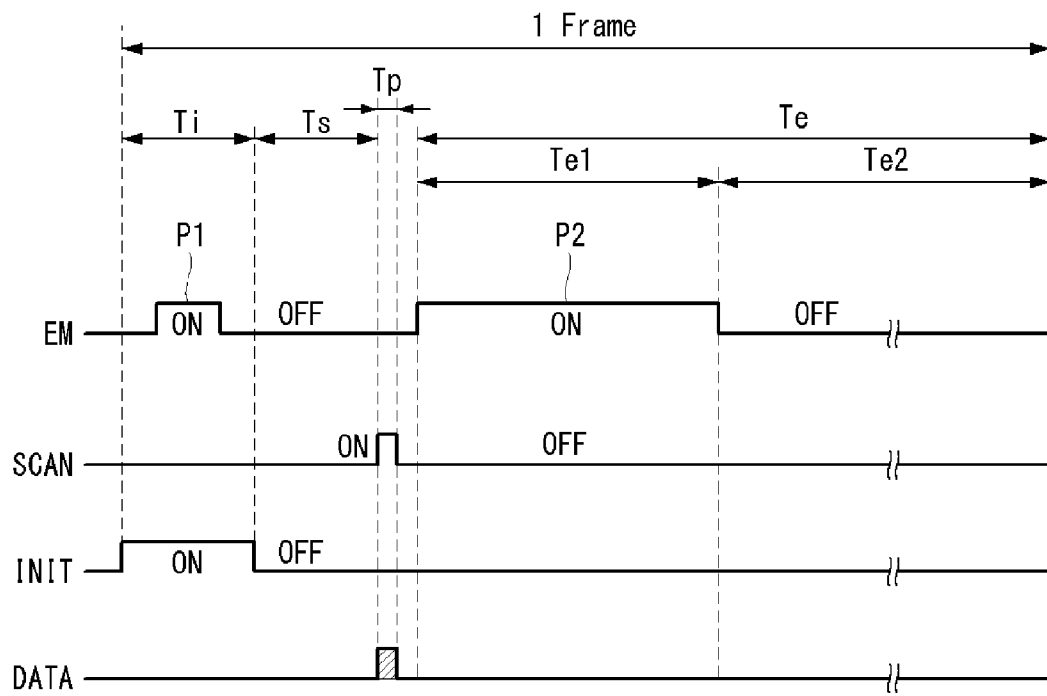 1 Frame
Tp
Ti Ts Te
Te1 Te2
P1 P2
EM ON OFF ON OFF
SCAN ON OFF
INIT ON OFF
DATA